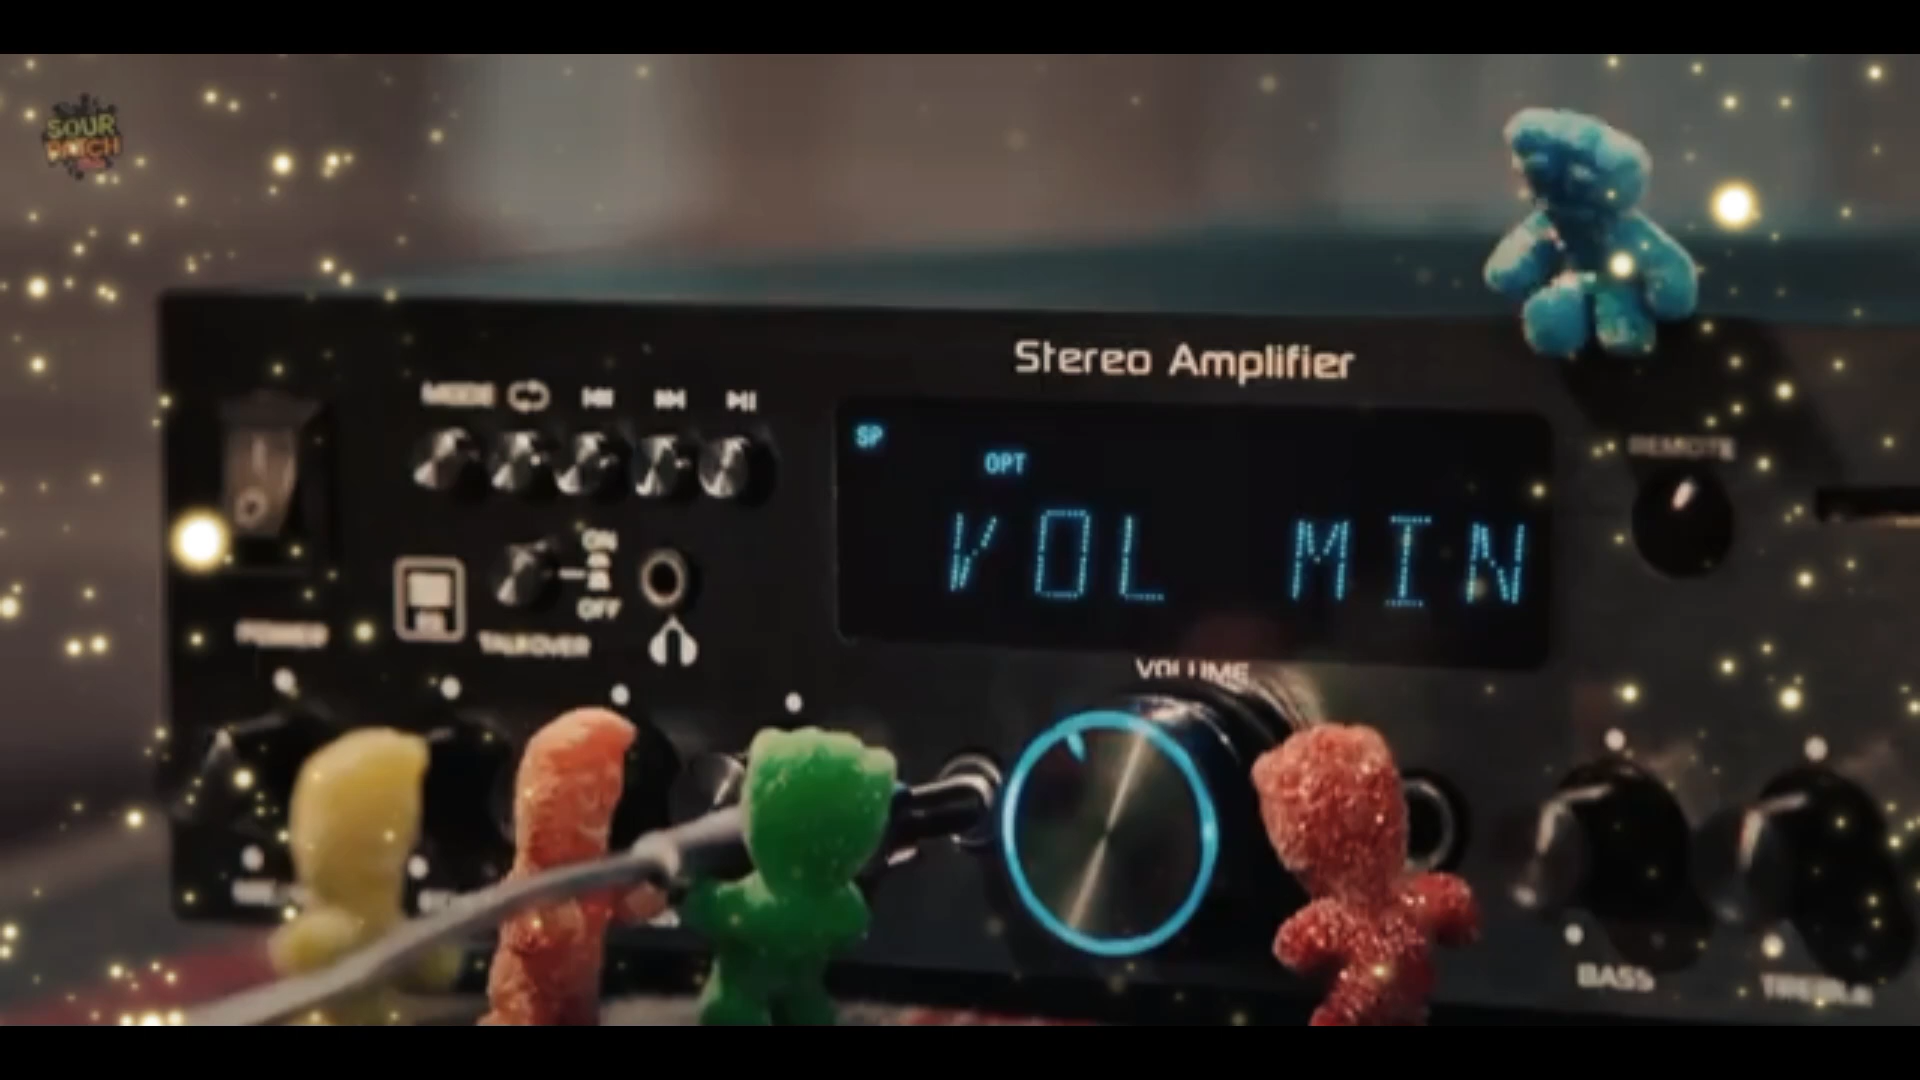 SOUR
PATCH
Stereo Amplifier
MODE
SP
OPT
VOL MIN
REMOTE
ON
OFF
POWER
TALKOVER
VOLUME
BASS
TREBLE